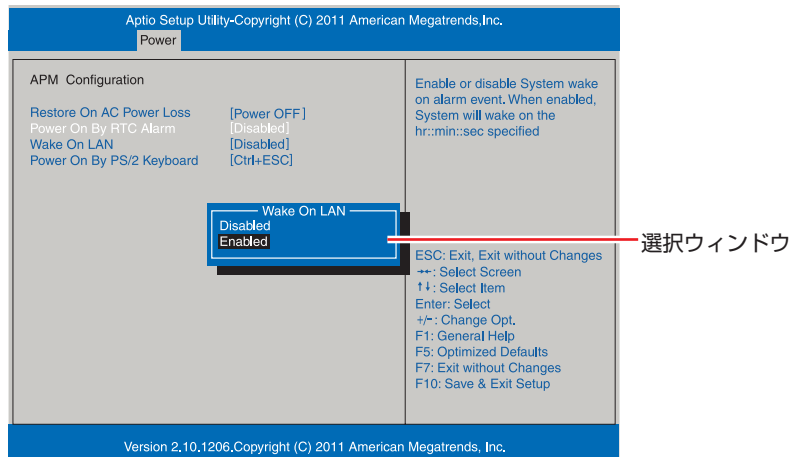 Aptio Setup Utility-Copyright (C) 2011 American Megatrends,Inc.
Power
APM Configuration
Restore On AC Power Loss [Power OFF]
Power On By RTC Alarm [Disabled]
Wake On LAN [Disabled]
Power On By PS/2 Keyboard [Ctrl+ESC]
Enable or disable System wake
on alarm event. When enabled,
System will wake on the
hr::min::sec specified
Wake On LAN
Disabled
Enabled
選択ウィンドウ
ESC: Exit, Exit without Changes
→←: Select Screen
↑↓: Select Item
Enter: Select
+/-: Change Opt.
F1: General Help
F5: Optimized Defaults
F7: Exit without Changes
F10: Save & Exit Setup
Version 2.10.1206.Copyright (C) 2011 American Megatrends, Inc.